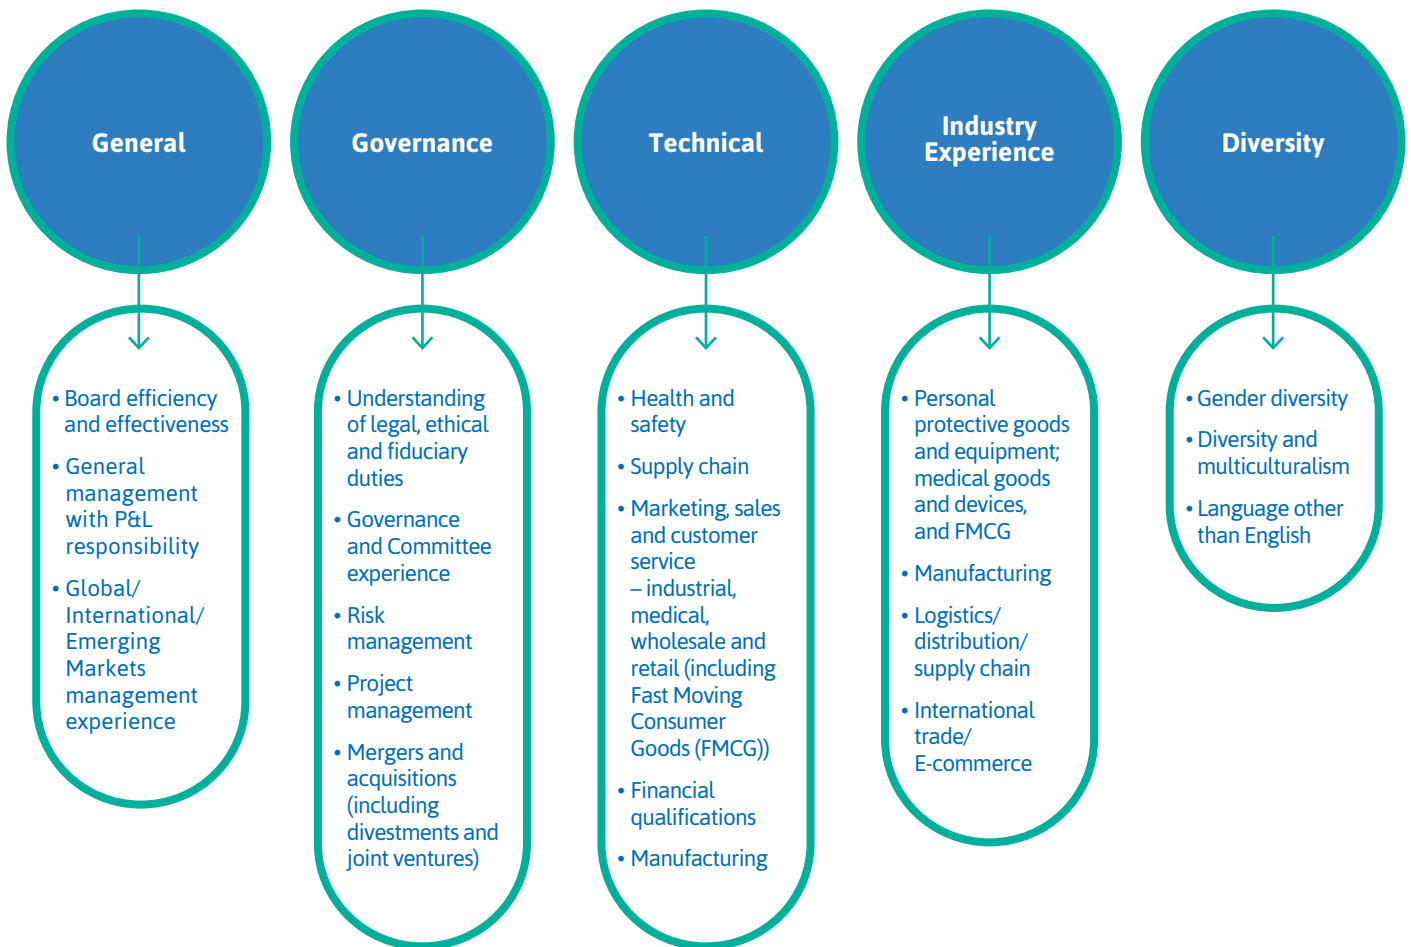 General
Governance
Technical
Industry
Experience
Diversity
• Board efficiency
and effectiveness
• General
management
with P&L
responsibility
• Global/
International/
Emerging
Markets
management
experience
• Understanding
of legal, ethical
and fiduciary
duties
• Governance
and Committee
experience
• Risk
management
• Project
management
• Mergers and
acquisitions
(including
divestments and
joint ventures)
• Health and
safety
• Supply chain
• Marketing, sales
and customer
service
– industrial,
medical,
wholesale and
retail (including
Fast Moving
Consumer
Goods (FMCG))
• Financial
qualifications
• Manufacturing
• Personal
protective goods
and equipment;
medical goods
and devices,
and FMCG
• Manufacturing
• Logistics/
distribution/
supply chain
• International
trade/
E-commerce
• Gender diversity
• Diversity and
multiculturalism
• Language other
than English